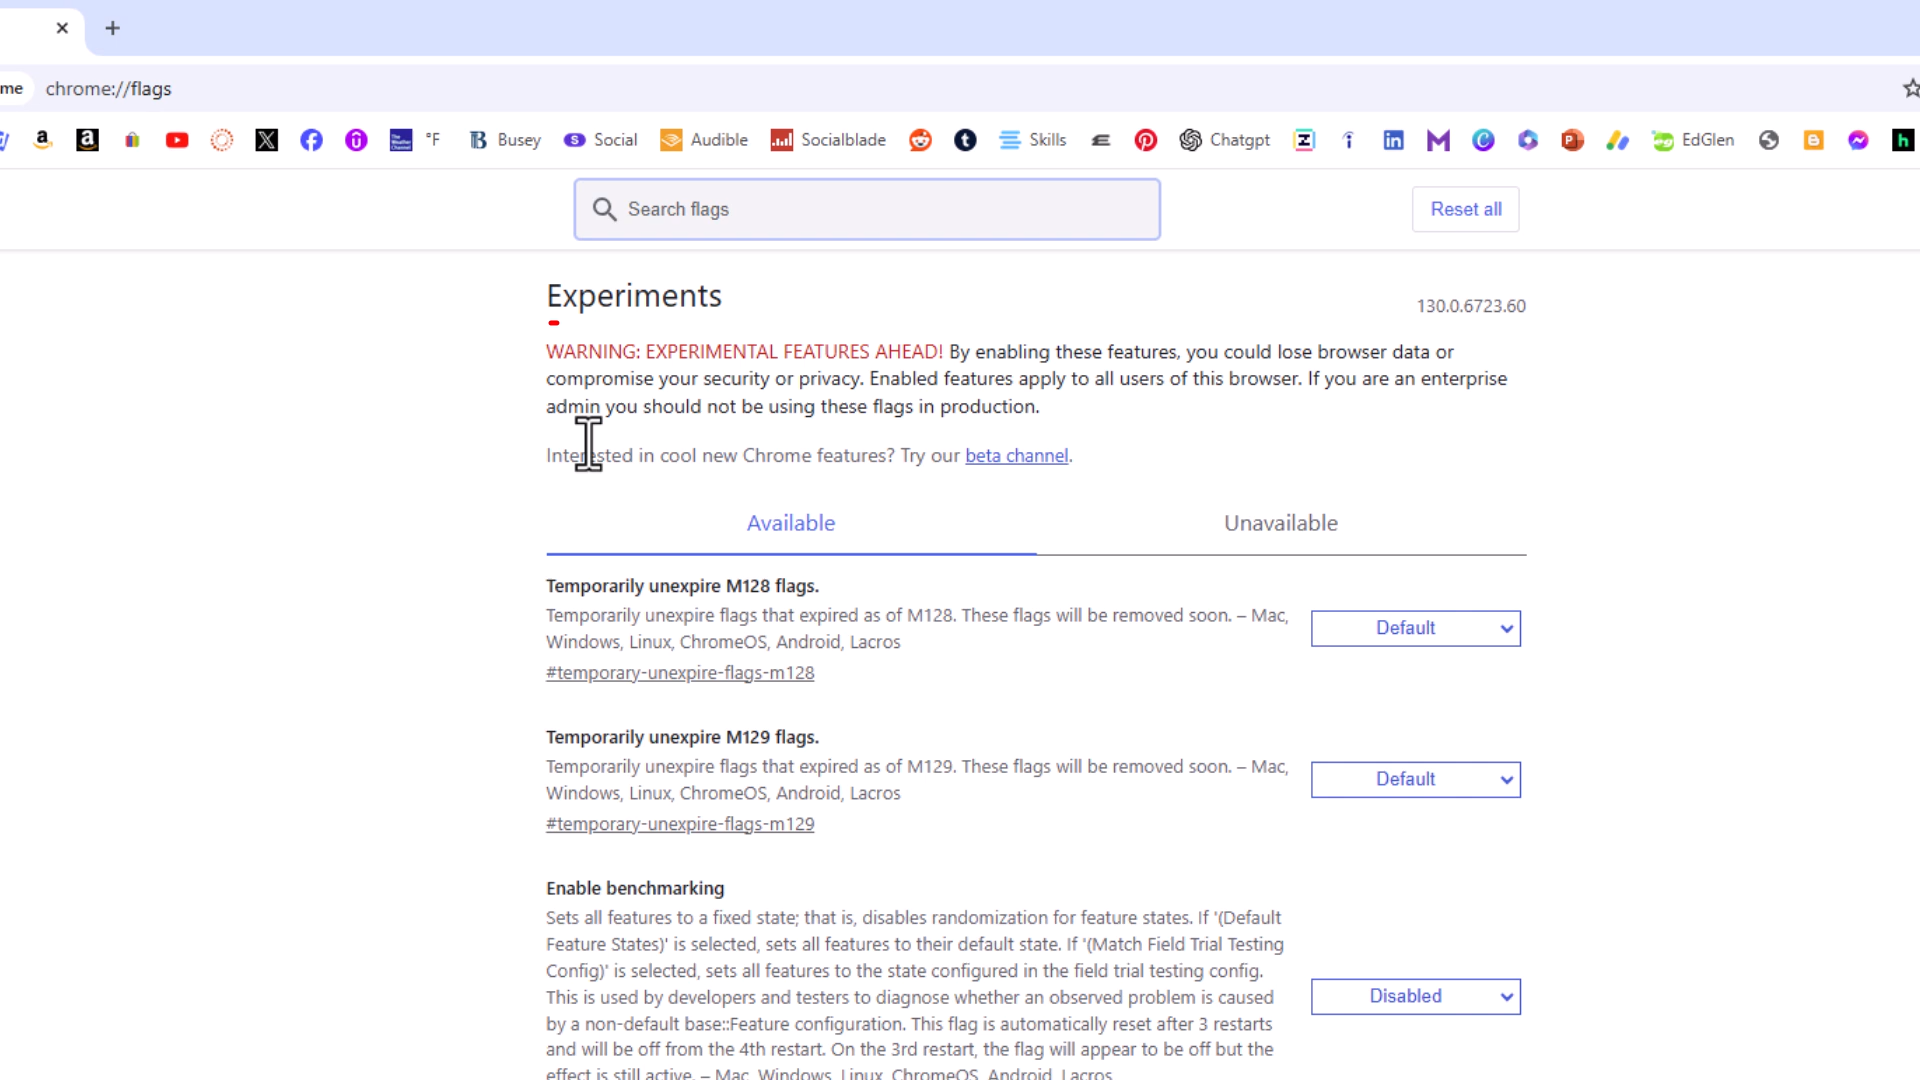 me chrome://flags
°F Busey Social Audible Socialblade Skills Chatgpt EdGlen
Search flags
Reset all
Experiments
130.0.6723.60
WARNING: EXPERIMENTAL FEATURES AHEAD! By enabling these features, you could lose browser data or
compromise your security or privacy. Enabled features apply to all users of this browser. If you are an enterprise
admin you should not be using these flags in production.
Interested in cool new Chrome features? Try our beta channel.
Available
Unavailable
Temporarily unexpire M128 flags.
Temporarily unexpire flags that expired as of M128. These flags will be removed soon. – Mac,
Windows, Linux, ChromeOS, Android, Lacros
#temporary-unexpire-flags-m128
Default
Temporarily unexpire M129 flags.
Temporarily unexpire flags that expired as of M129. These flags will be removed soon. – Mac,
Windows, Linux, ChromeOS, Android, Lacros
#temporary-unexpire-flags-m129
Default
Enable benchmarking
Sets all features to a fixed state; that is, disables randomization for feature states. If '(Default
Feature States)' is selected, sets all features to their default state. If '(Match Field Trial Testing
Config)' is selected, sets all features to the state configured in the field trial testing config.
This is used by developers and testers to diagnose whether an observed problem is caused
by a non-default base::Feature configuration. This flag is automatically reset after 3 restarts
and will be off from the 4th restart. On the 3rd restart, the flag will appear to be off but the
effect is still active. – Mac, Windows, Linux, ChromeOS, Android, Lacros
Disabled